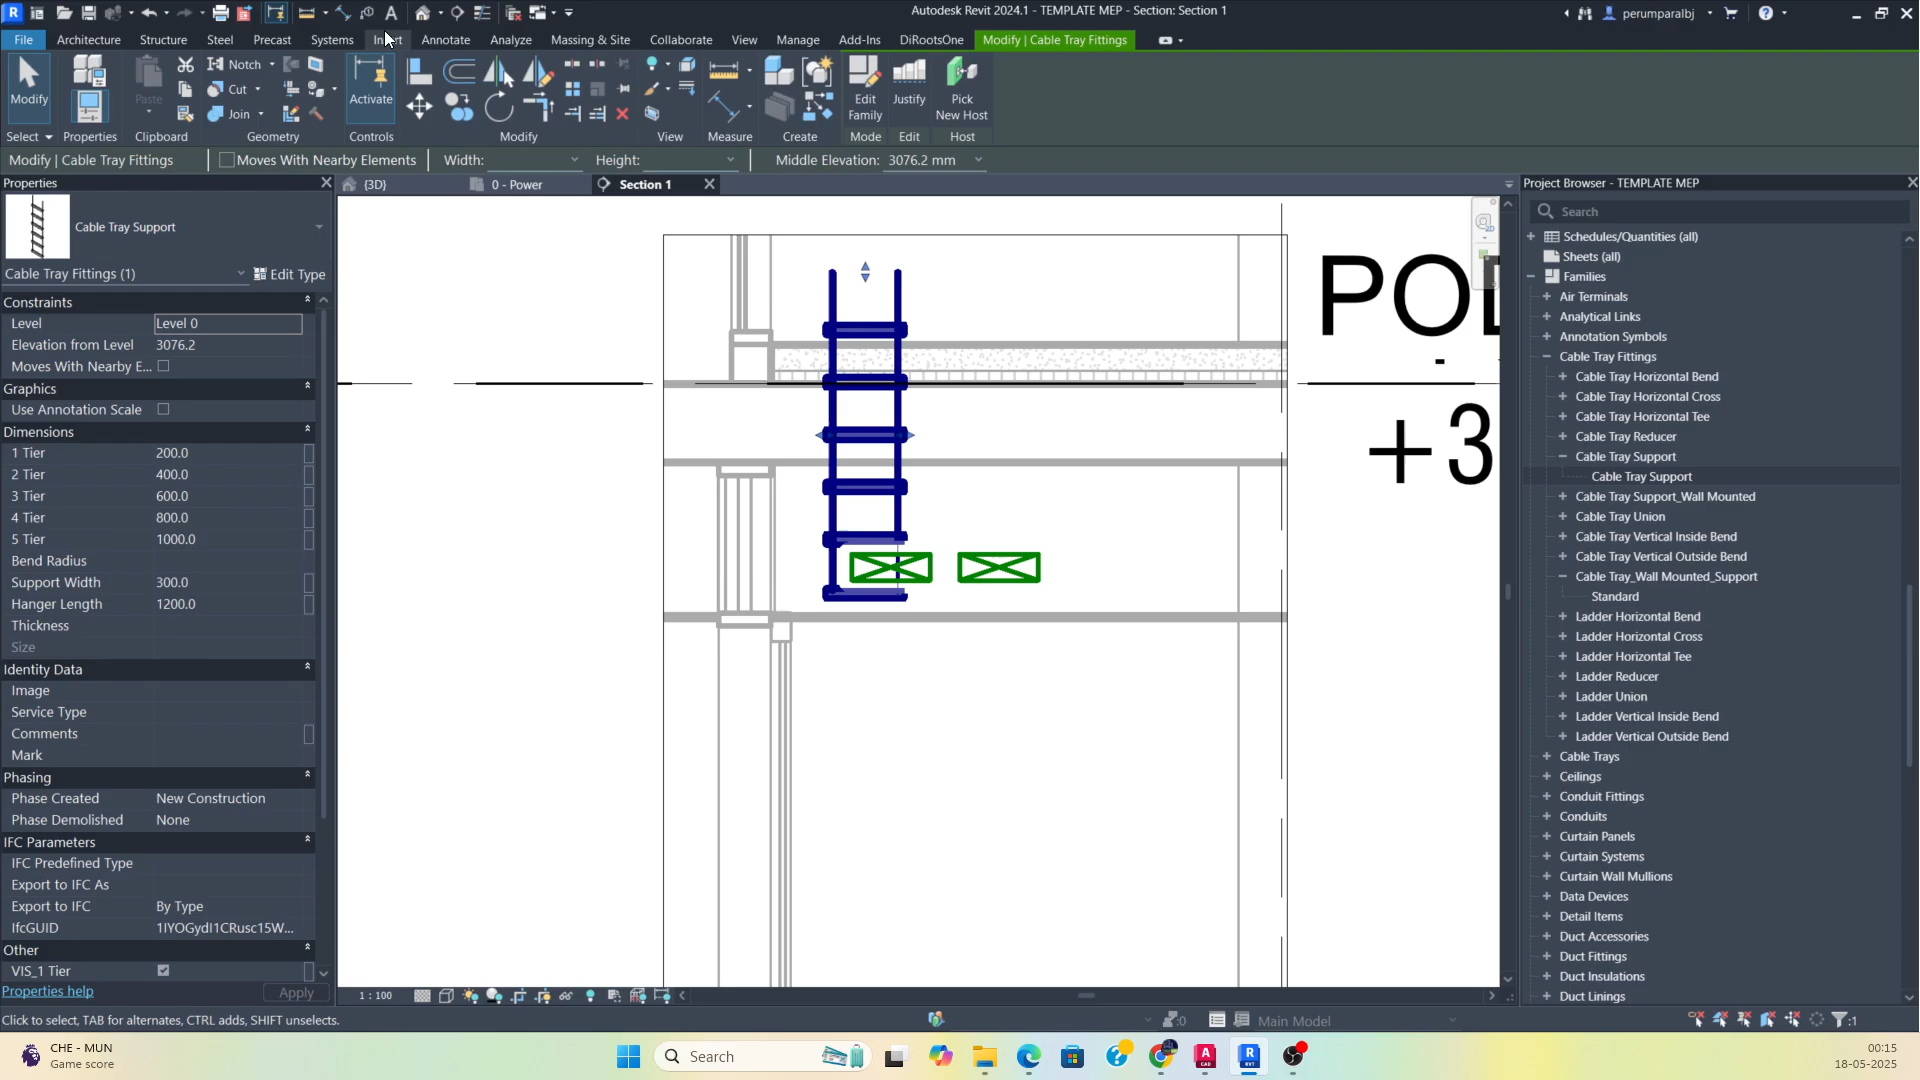 Autodesk Revit 2024.1 - TEMPLATE MEP - Section: Section 1
perumparalbj
File
Architecture
Structure
Steel
Precast
Systems
Insert
Annotate
Analyze
Massing & Site
Collaborate
View
Manage
Add-Ins
DiRootsOne
Modify | Cable Tray Fittings
Modify
Paste
Notch
Cut
Join
Activate
Edit
Family
Justify
Pick
New Host
Select
Properties
Clipboard
Geometry
Controls
Modify
View
Measure
Create
Mode
Edit
Host
Modify | Cable Tray Fittings
Moves With Nearby Elements
Width:
Height:
Middle Elevation: 3076.2 mm
Properties
{3D}
0 - Power
Section 1
Project Browser - TEMPLATE MEP
Cable Tray Support
Cable Tray Fittings (1)
Edit Type
Constraints
Level Level 0
Elevation from Level 3076.2
Moves With Nearby E...
Graphics
Use Annotation Scale
Dimensions
1 Tier 200.0
2 Tier 400.0
3 Tier 600.0
4 Tier 800.0
5 Tier 1000.0
Bend Radius
Support Width 300.0
Hanger Length 1200.0
Thickness
Size
Identity Data
Image
Service Type
Comments
Mark
Phasing
Phase Created New Construction
Phase Demolished None
IFC Parameters
IFC Predefined Type
Export to IFC As
Export to IFC By Type
IfcGUID 1IYOGydI1CRusc15W...
Other
VIS_1 Tier
Properties help
Apply
+3
1 : 100
Search
Schedules/Quantities (all)
Sheets (all)
Families
Air Terminals
Analytical Links
Annotation Symbols
Cable Tray Fittings
Cable Tray Horizontal Bend
Cable Tray Horizontal Cross
Cable Tray Horizontal Tee
Cable Tray Reducer
Cable Tray Support
Cable Tray Support
Cable Tray Support_Wall Mounted
Cable Tray Union
Cable Tray Vertical Inside Bend
Cable Tray Vertical Outside Bend
Cable Tray_Wall Mounted_Support
Standard
Ladder Horizontal Bend
Ladder Horizontal Cross
Ladder Horizontal Tee
Ladder Reducer
Ladder Union
Ladder Vertical Inside Bend
Ladder Vertical Outside Bend
Cable Trays
Ceilings
Conduit Fittings
Conduits
Curtain Panels
Curtain Systems
Curtain Wall Mullions
Data Devices
Detail Items
Duct Accessories
Duct Fittings
Duct Insulations
Duct Linings
Click to select, TAB for alternates, CTRL adds, SHIFT unselects.
:0
Main Model
:1
CHE - MUN
Game score
Search
00:15
18-05-2025